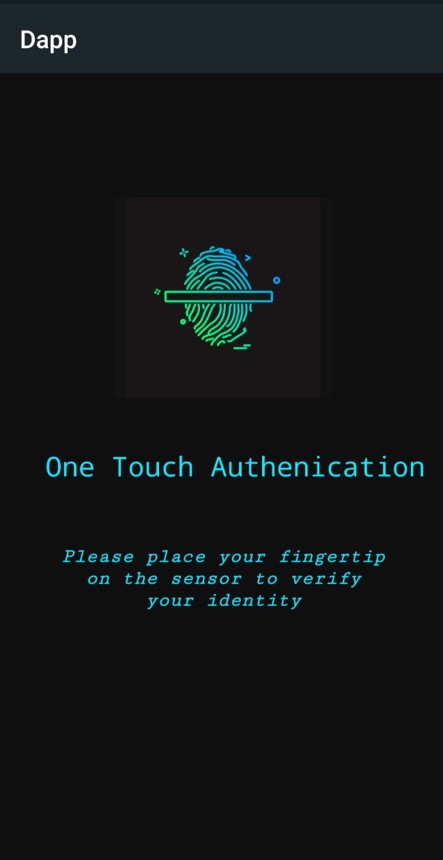 Dapp
One Touch Authenication
Please place your fingertip
on the sensor to verify
your identity